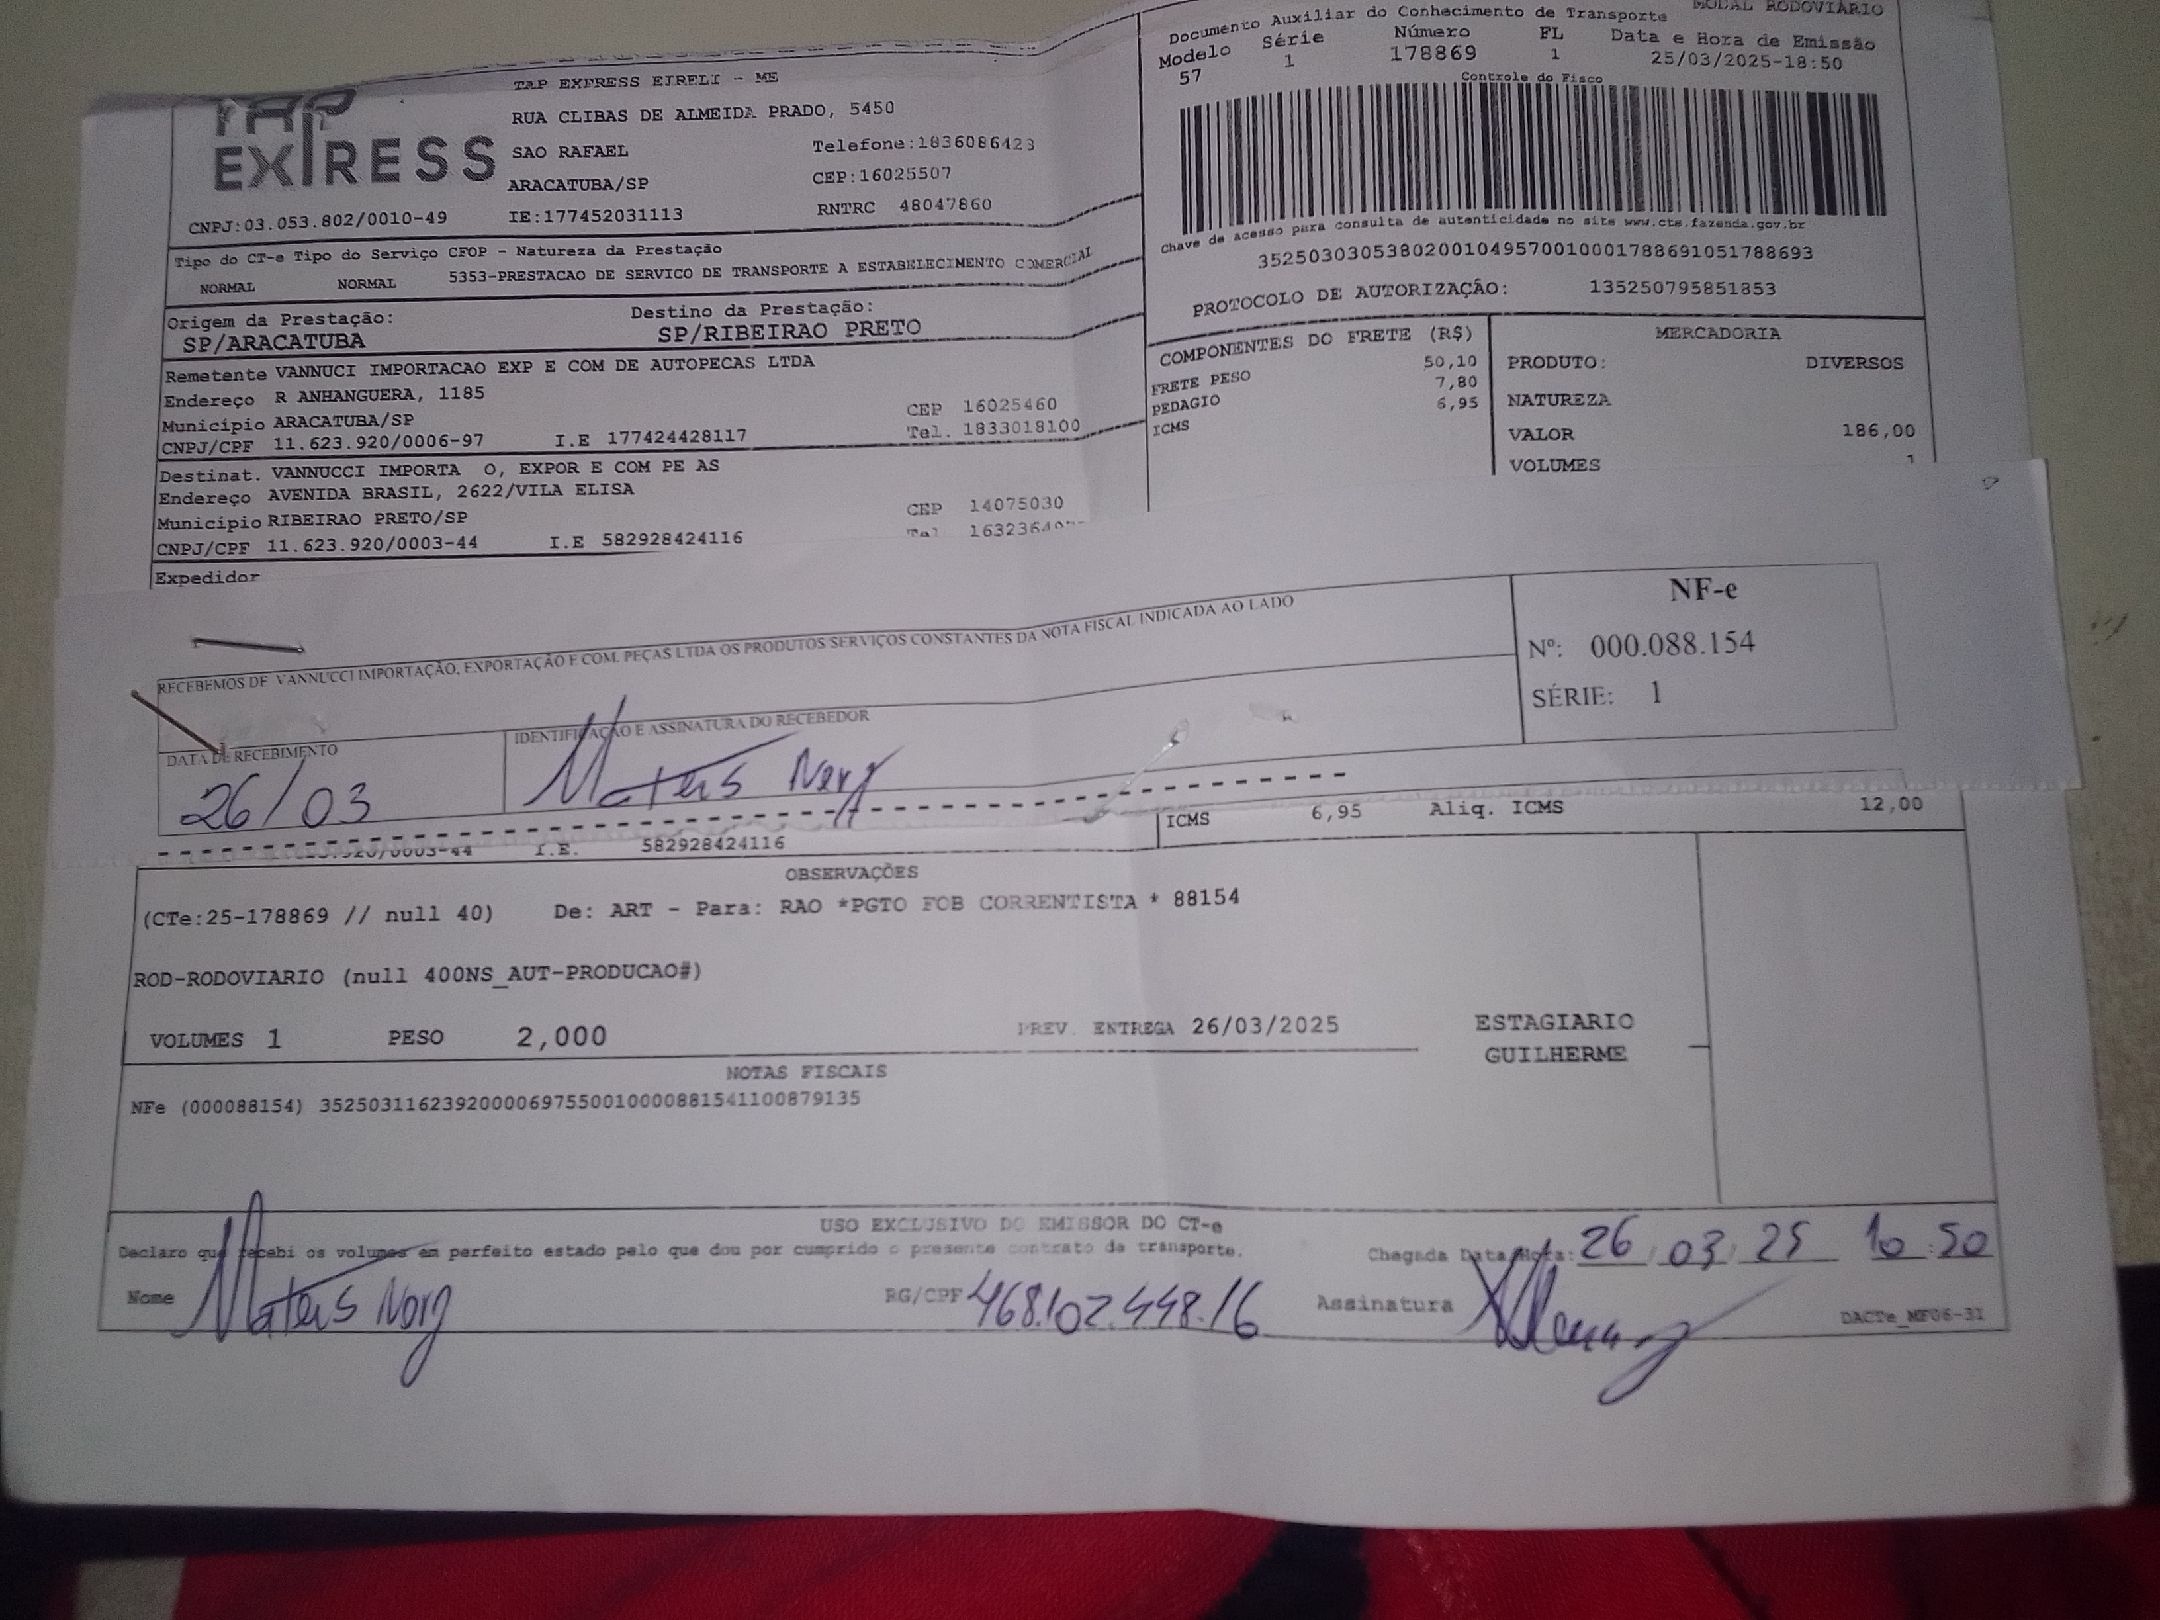 Documento Auxiliar do Conhecimento de Transporte MODAL RODOVIÁRIO
Modelo Série Número FL Data e Hora de Emissão
57 1 178869 1 25/03/2025-18:50
Controle do Fisco
TAP EXPRESS
TAP EXPRESS EIRELI - ME
RUA CLIBAS DE ALMEIDA PRADO, 5450
SAO RAFAEL Telefone:1836086423
ARACATUBA/SP CEP:16025507
CNPJ:03.053.802/0010-49 IE:177452031113 RNTRC 48047860
Chave de acesso para consulta de autenticidade no site www.cte.fazenda.gov.br
35250303053802001049570010001788691051788693
PROTOCOLO DE AUTORIZAÇÃO: 135250795851853
Tipo do CT-e Tipo do Serviço CFOP - Natureza da Prestação
NORMAL NORMAL 5353-PRESTACAO DE SERVICO DE TRANSPORTE A ESTABELECIMENTO COMERCIAL
Origem da Prestação: Destino da Prestação:
SP/ARACATUBA SP/RIBEIRAO PRETO
Remetente VANNUCI IMPORTACAO EXP E COM DE AUTOPECAS LTDA
Endereço R ANHANGUERA, 1185
Município ARACATUBA/SP CEP 16025460
CNPJ/CPF 11.623.920/0006-97 I.E 177424428117 Tel. 1833018100
Destinat. VANNUCCI IMPORTA O, EXPOR E COM PE AS
Endereço AVENIDA BRASIL, 2622/VILA ELISA
Município RIBEIRAO PRETO/SP CEP 14075030
CNPJ/CPF 11.623.920/0003-44 I.E 582928424116 Tel
Expedidor
COMPONENTES DO FRETE (R$)
FRETE PESO 50,10
PEDAGIO 7,80
ICMS 6,95
MERCADORIA
PRODUTO: DIVERSOS
NATUREZA
VALOR 186,00
VOLUMES 1
RECEBEMOS DE VANNUCCI IMPORTAÇÃO, EXPORTAÇÃO E COM. PEÇAS LTDA OS PRODUTOS SERVIÇOS CONSTANTES DA NOTA FISCAL INDICADA AO LADO
NF-e
Nº: 000.088.154
SÉRIE: 1
DATA DE RECEBIMENTO IDENTIFICAÇÃO E ASSINATURA DO RECEBEDOR
26/03 Mateus
ICMS 6,95 Aliq. ICMS 12,00
I.E. 582928424116
OBSERVAÇÕES
(CTe:25-178869 // null 40) De: ART - Para: RAO *PGTO FOB CORRENTISTA * 88154
ROD-RODOVIARIO (null 400NS_AUT-PRODUCAO#)
VOLUMES 1 PESO 2,000 PREV. ENTREGA 26/03/2025
ESTAGIARIO
GUILHERME
NOTAS FISCAIS
NFe (000088154) 35250311623920000697550010000881541100879135
USO EXCLUSIVO DO EMISSOR DO CT-e
Declaro que recebi os volumes em perfeito estado pelo que dou por cumprido o presente contrato de transporte. Chegada Data/Hora: 26/03/25 10:50
Nome Mateus RG/CPF 468.102.448.16 Assinatura
DACTe_MF06-31